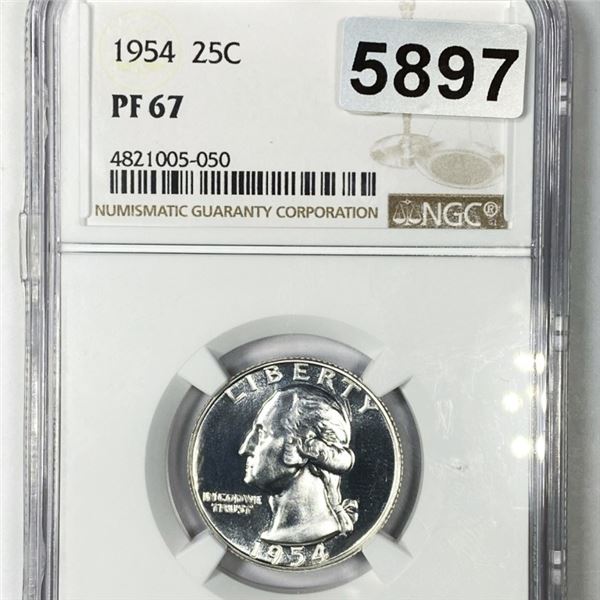 1954 25C
5897
PF 67
4821005-050
NUMISMATIC GUARANTY CORPORATION
NGC®
LIBERTY
IN GOD WE
TRUST
1954